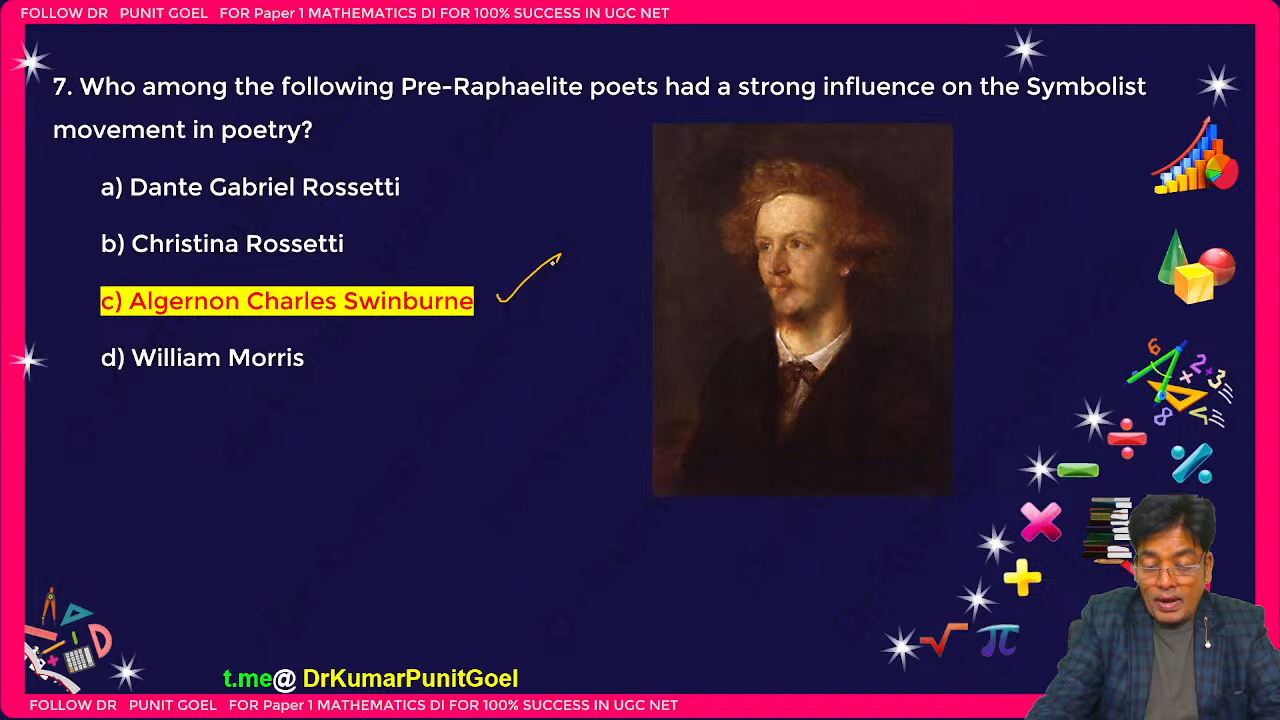 FOLLOW DR PUNIT GOEL FOR Paper 1 MATHEMATICS DI FOR 100% SUCCESS IN UGC NET
7. Who among the following Pre-Raphaelite poets had a strong influence on the Symbolist
movement in poetry?
a) Dante Gabriel Rossetti
b) Christina Rossetti
c) Algernon Charles Swinburne
d) William Morris
t.me@ DrKumarPunitGoel
FOLLOW DR PUNIT GOEL FOR Paper 1 MATHEMATICS DI FOR 100% SUCCESS IN UGC NET